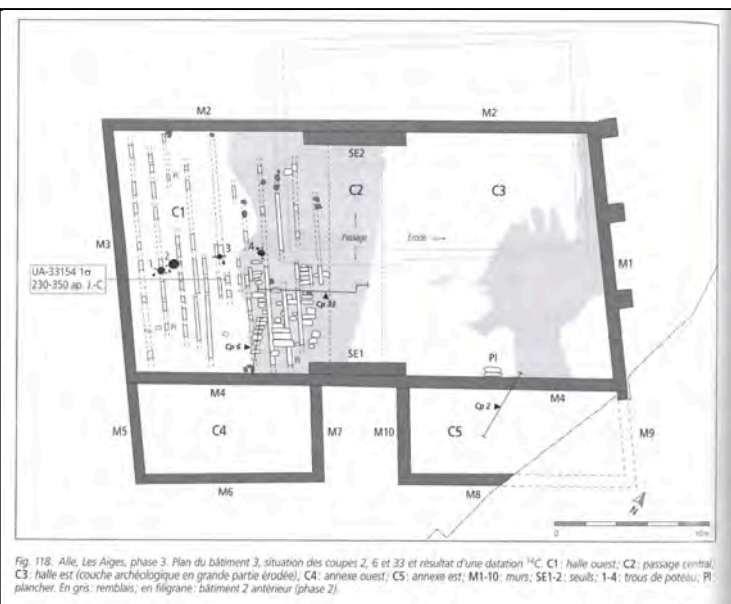 M2 M2
SE2
C2 C3
C1 R
M3 Passage Erodé
3 4
1 2
M1
UA-33154 1σ
230-350 ap. J.-C.
Cp 33
R
Cp 6
R
SE1 Pl
M4 M4
Cp 2
M5 C4 M7 M10 C5 M9
M6 M8
N
0
Fig. 118. Alle, Les Aiges, phase 3. Plan du bâtiment 3, situation des coupes 2, 6 et 33 et résultat d'une datation ¹⁴C. C1: halle ouest; C2: passage central;
C3: halle est (couche archéologique en grande partie érodée); C4: annexe ouest; C5: annexe est; M1-10: murs; SE1-2: seuils; 1-4: trous de poteau; Pl:
plancher. En gris: remblais; en filigrane: bâtiment 2 antérieur (phase 2).